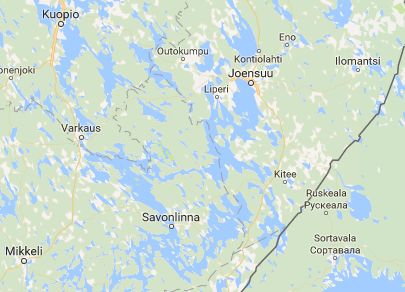 Kuopio
Eno
Outokumpu
Kontiolahti
Ilomantsi
Joensuu
Liperi
Varkaus
Kitee
Ruskeala
Рускеала
Savonlinna
Sortavala
Сортавала
Mikkeli